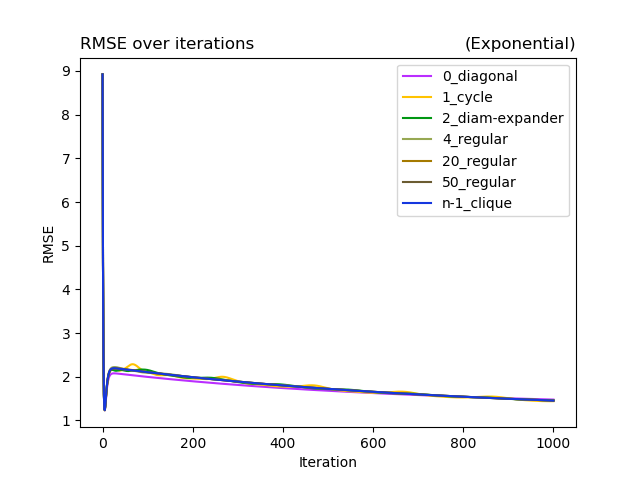 RMSE over iterations (Exponential)
9
8
7
6
5
4
3
2
1
RMSE
0_diagonal
1_cycle
2_diam-expander
4_regular
20_regular
50_regular
n-1_clique
0 200 400 600 800 1000
Iteration